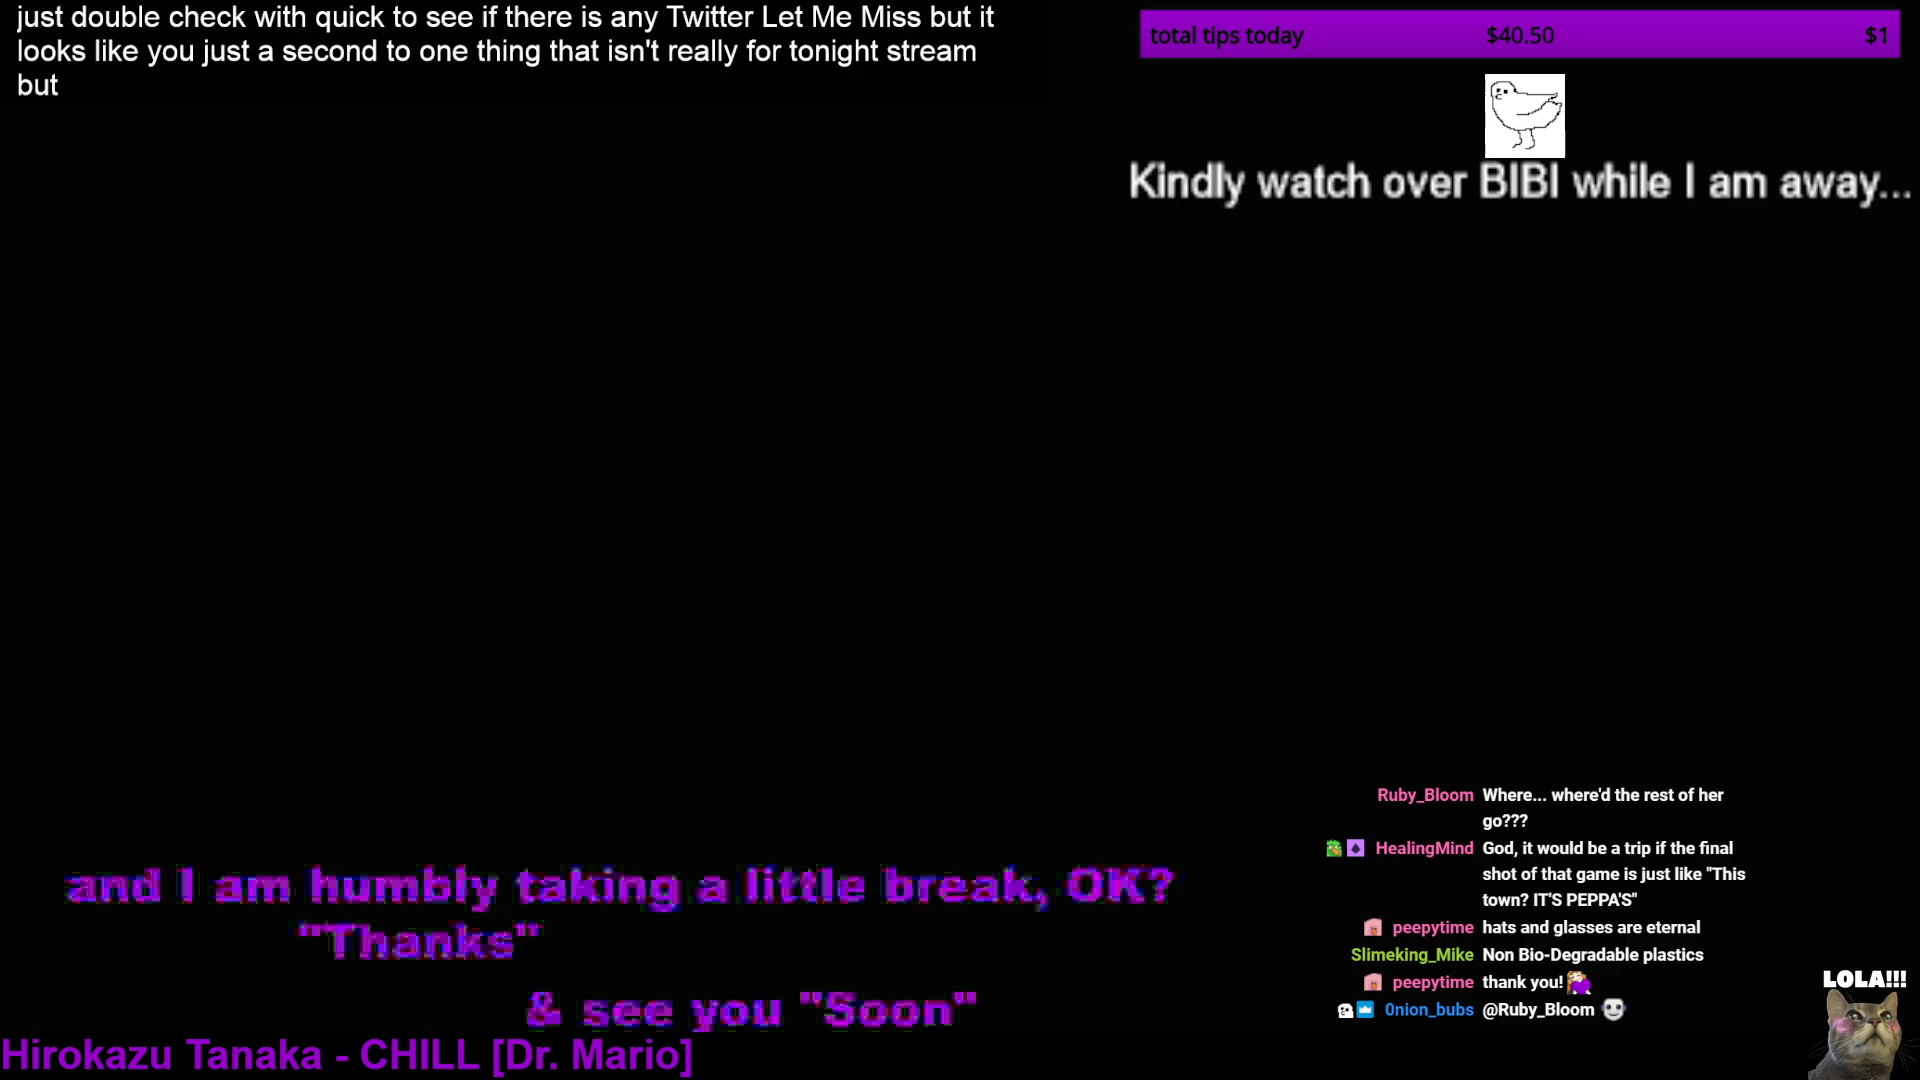 just double check with quick to see if there is any Twitter Let Me Miss but it
looks like you just a second to one thing that isn't really for tonight stream
but
total tips today $40.50 $1
Kindly watch over BIBI while I am away...
Ruby_Bloom Where... where'd the rest of her
go???
HealingMind God, it would be a trip if the final
shot of that game is just like "This
town? IT'S PEPPA'S"
peepytime hats and glasses are eternal
Slimeking_Mike Non Bio-Degradable plastics
peepytime thank you!
0nion_bubs @Ruby_Bloom
LOLA!!!
and I am humbly taking a little break, OK?
"Thanks"
& see you "Soon"
Hirokazu Tanaka - CHILL [Dr. Mario]